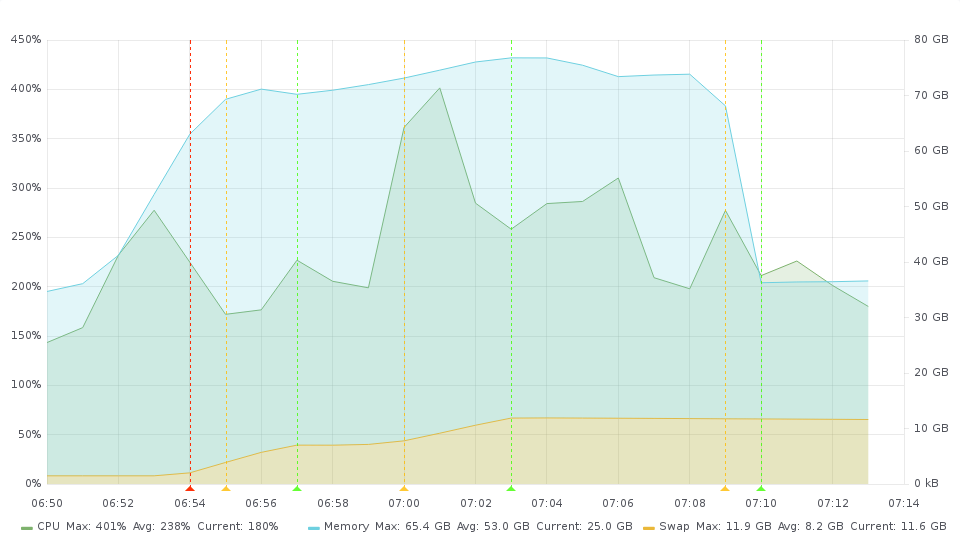 450%
400%
350%
300%
250%
200%
150%
100%
50%
0%
80 GB
70 GB
60 GB
50 GB
40 GB
30 GB
20 GB
10 GB
0 kB
06:50 06:52 06:54 06:56 06:58 07:00 07:02 07:04 07:06 07:08 07:10 07:12 07:14
CPU Max: 401% Avg: 238% Current: 180% Memory Max: 65.4 GB Avg: 53.0 GB Current: 25.0 GB Swap Max: 11.9 GB Avg: 8.2 GB Current: 11.6 GB